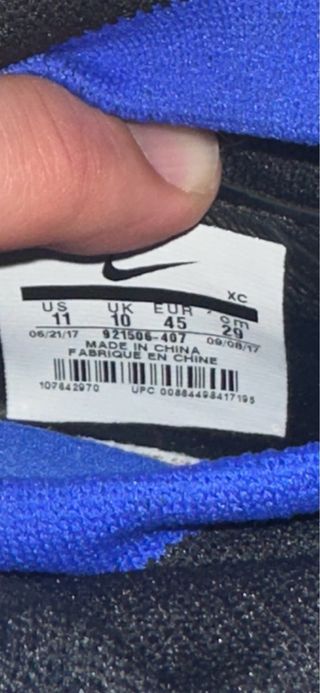 XC
US UK EUR cm
11 10 45 29
06/21/17 921506-407 09/08/17
MADE IN CHINA
FABRIQUE EN CHINE
107642970 UPC 00884498417195